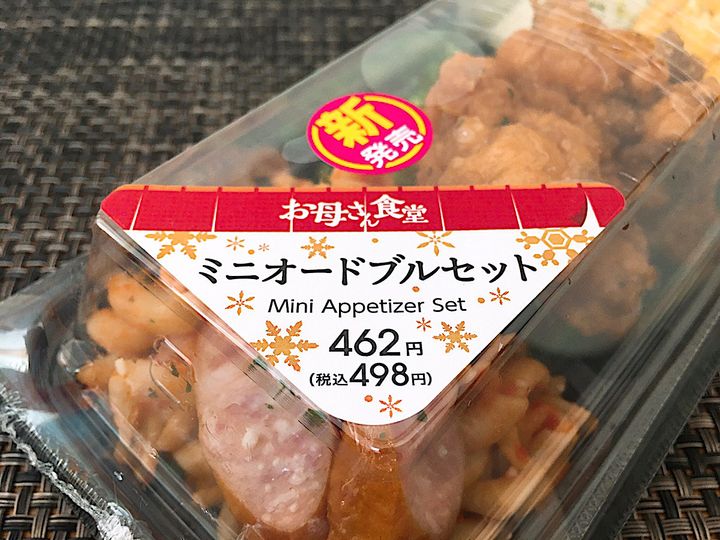 新
発売
お母さん食堂
ミニオードブルセット
Mini Appetizer Set
462円
(税込498円)